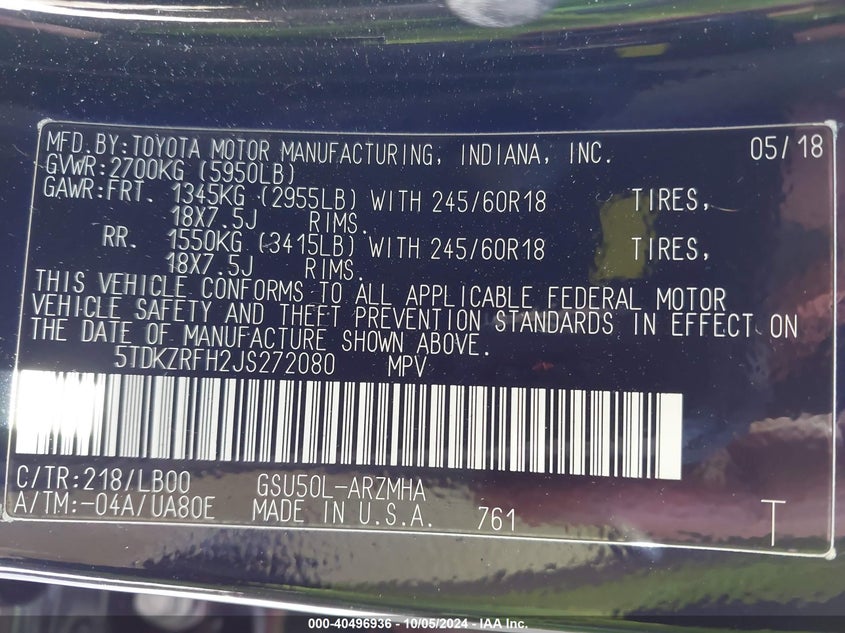 MFD.BY:TOYOTA MOTOR MANUFACTURING, INDIANA, INC. 05/18
GVWR:2700KG (5950LB)
GAWR:FRT. 1345KG (2955LB) WITH 245/60R18 TIRES,
18X7.5J RIMS.
RR. 1550KG (3415LB) WITH 245/60R18 TIRES,
18X7.5J RIMS.
THIS VEHICLE CONFORMS TO ALL APPLICABLE FEDERAL MOTOR
VEHICLE SAFETY AND THEFT PREVENTION STANDARDS IN EFFECT ON
THE DATE OF MANUFACTURE SHOWN ABOVE.
5TDKZRFH2JS272080 MPV
C/TR:218/LB00 GSU50L-ARZMHA
A/TM:-04A/UA80E MADE IN U.S.A. 761 T
000-40496936 - 10/05/2024 - IAA Inc.